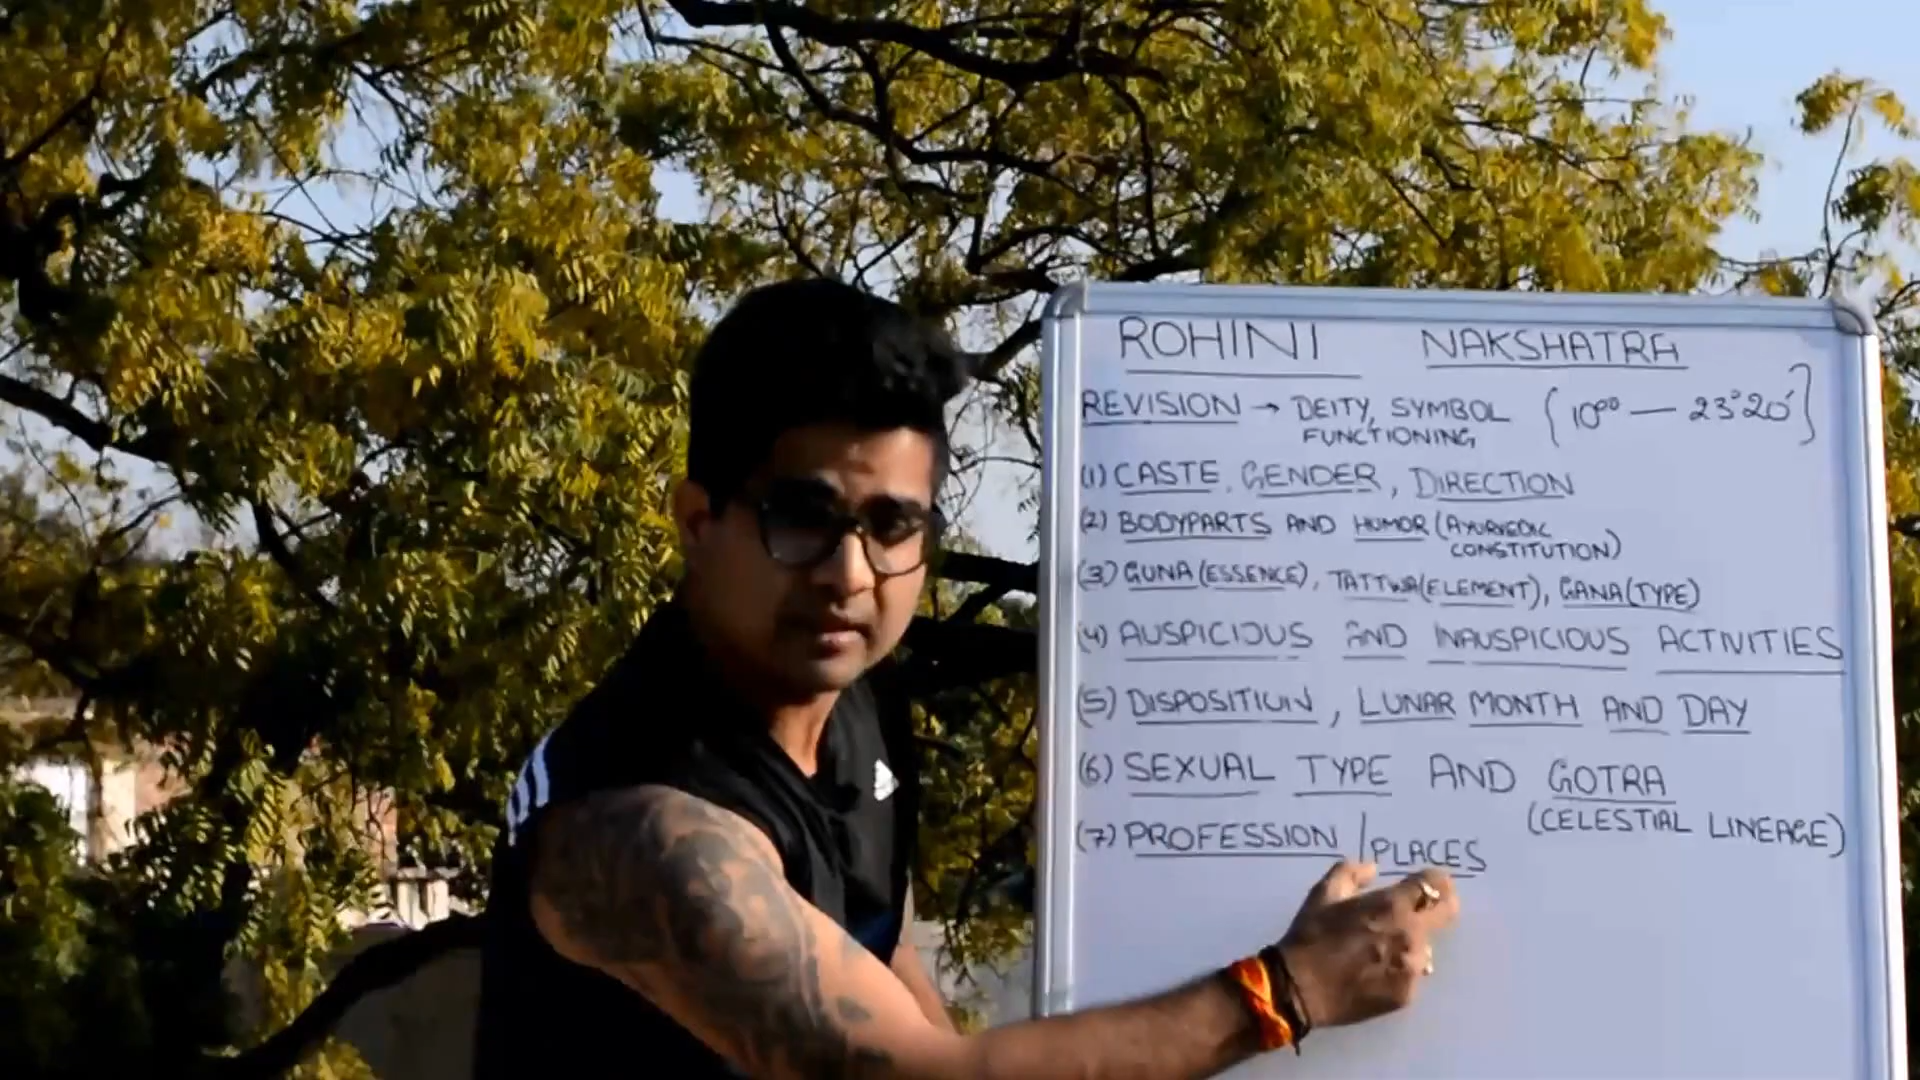 ROHINI NAKSHATRA
REVISION → DEITY, SYMBOL {10°00 — 23°20'}
FUNCTIONING
(1) CASTE, GENDER, DIRECTION
(2) BODYPARTS AND HUMOR (AYURVEDIC
CONSTITUTION)
(3) GUNA (ESSENCE), TATTWA (ELEMENT), GANA (TYPE)
(4) AUSPICIOUS AND INAUSPICIOUS ACTIVITIES
(5) DISPOSITION, LUNAR MONTH AND DAY
(6) SEXUAL TYPE AND GOTRA
(CELESTIAL LINEAGE)
(7) PROFESSION / PLACES